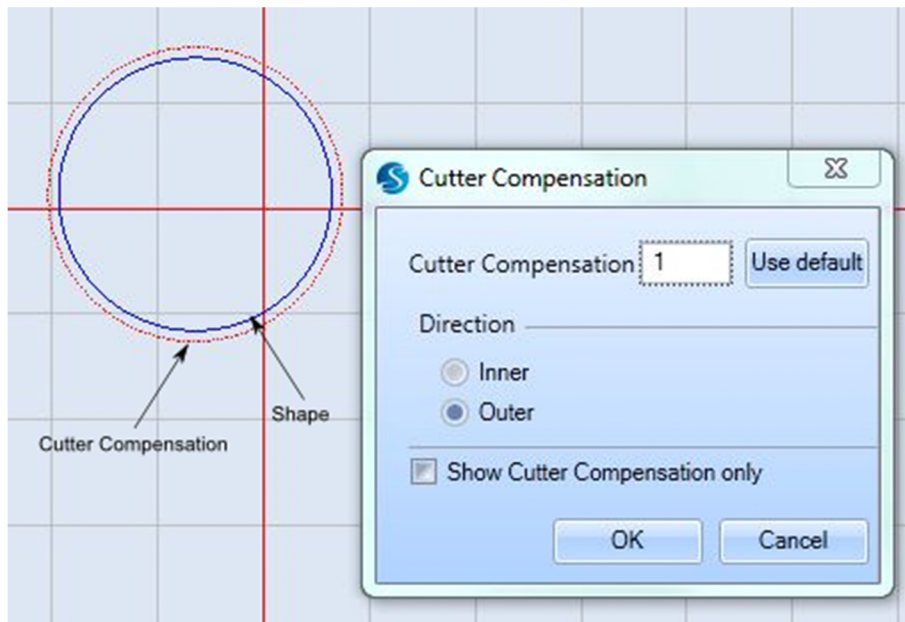 Cutter Compensation
Cutter Compensation 1 Use default
Direction
Inner
Outer
Shape
Cutter Compensation
Show Cutter Compensation only
OK Cancel